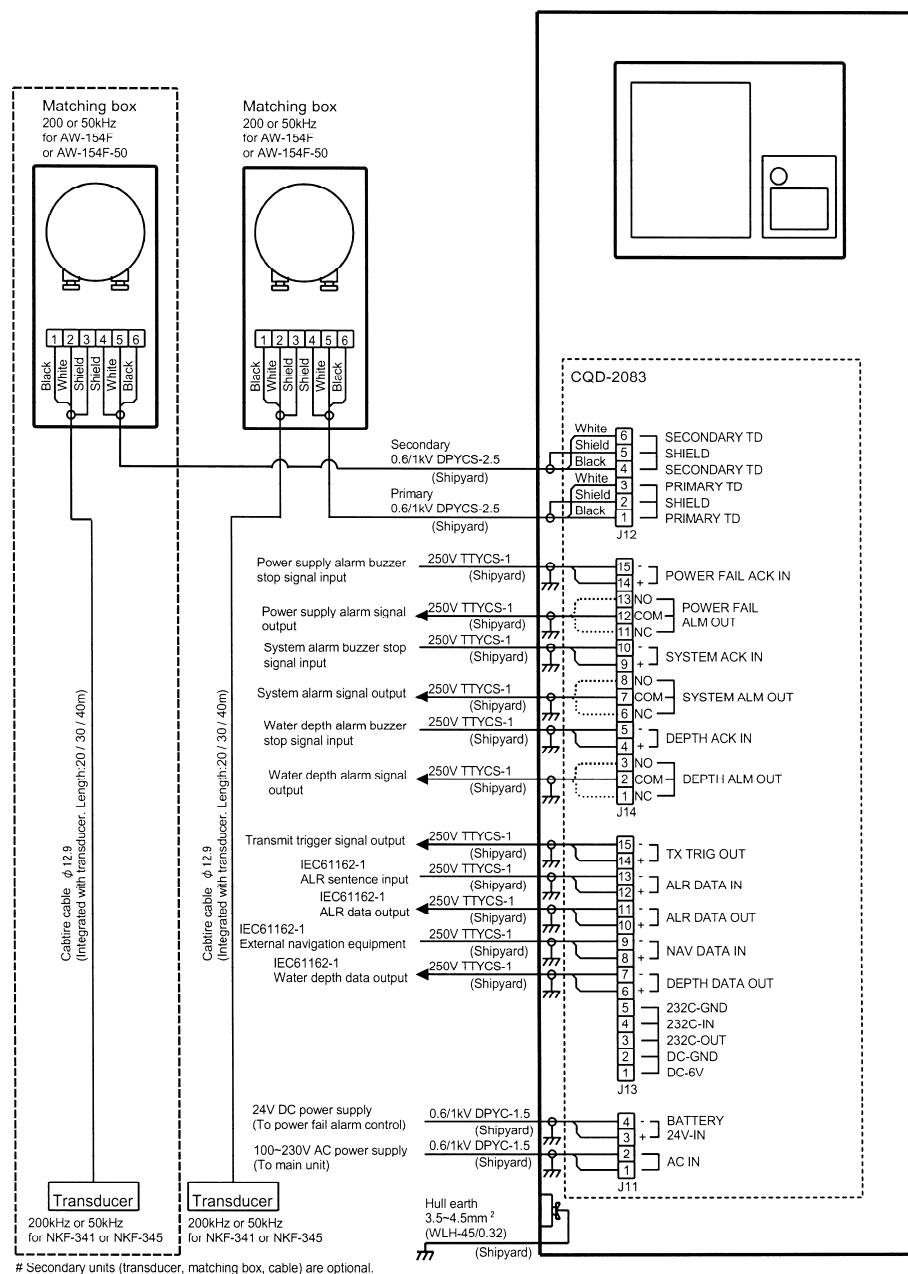 Matching box
200 or 50kHz
for AW-154F
or AW-154F-50
1 2 3 4 5 6
Black
White
Shield
Shield
White
Black
Matching box
200 or 50kHz
for AW-154F
or AW-154F-50
1 2 3 4 5 6
Black
White
Shield
Shield
White
Black
CQD-2083
Secondary
0.6/1kV DPYCS-2.5
(Shipyard)
Primary
0.6/1kV DPYCS-2.5
(Shipyard)
White 6 SECONDARY TD
Shield 5 SHIELD
Black 4 SECONDARY TD
White 3 PRIMARY TD
Shield 2 SHIELD
Black 1 PRIMARY TD
J12
Power supply alarm buzzer
stop signal input
250V TTYCS-1
(Shipyard)
15 -
14 +
POWER FAIL ACK IN
Power supply alarm signal
output
250V TTYCS-1
(Shipyard)
13 NO
12 COM
11 NC
POWER FAIL
ALM OUT
System alarm buzzer stop
signal input
250V TTYCS-1
(Shipyard)
10 -
9 +
SYSTEM ACK IN
System alarm signal output
250V TTYCS-1
(Shipyard)
8 NO
7 COM
6 NC
SYSTEM ALM OUT
Water depth alarm buzzer
stop signal input
250V TTYCS-1
(Shipyard)
5 -
4 +
DEPTH ACK IN
Water depth alarm signal
output
250V TTYCS-1
(Shipyard)
3 NO
2 COM
1 NC
DEPTH ALM OUT
J14
Transmit trigger signal output
250V TTYCS-1
(Shipyard)
15 -
14 +
TX TRIG OUT
IEC61162-1
ALR sentence input
250V TTYCS-1
(Shipyard)
13 -
12 +
ALR DATA IN
IEC61162-1
ALR data output
250V TTYCS-1
(Shipyard)
11 -
10 +
ALR DATA OUT
IEC61162-1
External navigation equipment
250V TTYCS-1
(Shipyard)
9 -
8 +
NAV DATA IN
IEC61162-1
Water depth data output
250V TTYCS-1
(Shipyard)
7 -
6 +
DEPTH DATA OUT
5 232C-GND
4 232C-IN
3 232C-OUT
2 DC-GND
1 DC-6V
J13
24V DC power supply
(To power fail alarm control)
0.6/1kV DPYC-1.5
(Shipyard)
4 -
3 +
BATTERY
24V-IN
100~230V AC power supply
(To main unit)
0.6/1kV DPYC-1.5
(Shipyard)
2
1
AC IN
J11
Cabtire cable φ12.9
(Integrated with transducer. Length:20 / 30 / 40m)
Cabtire cable φ12.9
(Integrated with transducer. Length:20 / 30 / 40m)
Transducer
200kHz or 50kHz
for NKF-341 or NKF-345
Transducer
200kHz or 50kHz
for NKF-341 or NKF-345
Hull earth
3.5~4.5mm²
(WLH-45/0.32)
(Shipyard)
# Secondary units (transducer, matching box, cable) are optional.